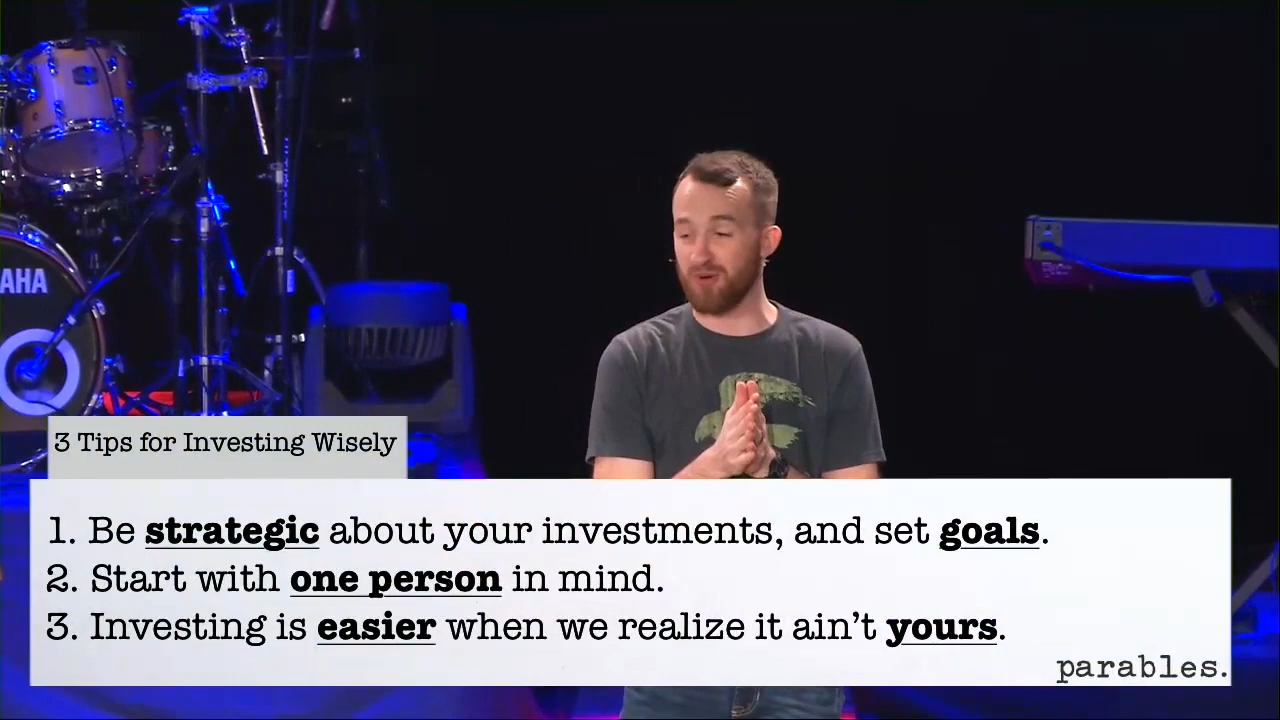 AHA
3 Tips for Investing Wisely
1. Be strategic about your investments, and set goals.
2. Start with one person in mind.
3. Investing is easier when we realize it ain't yours.
parables.